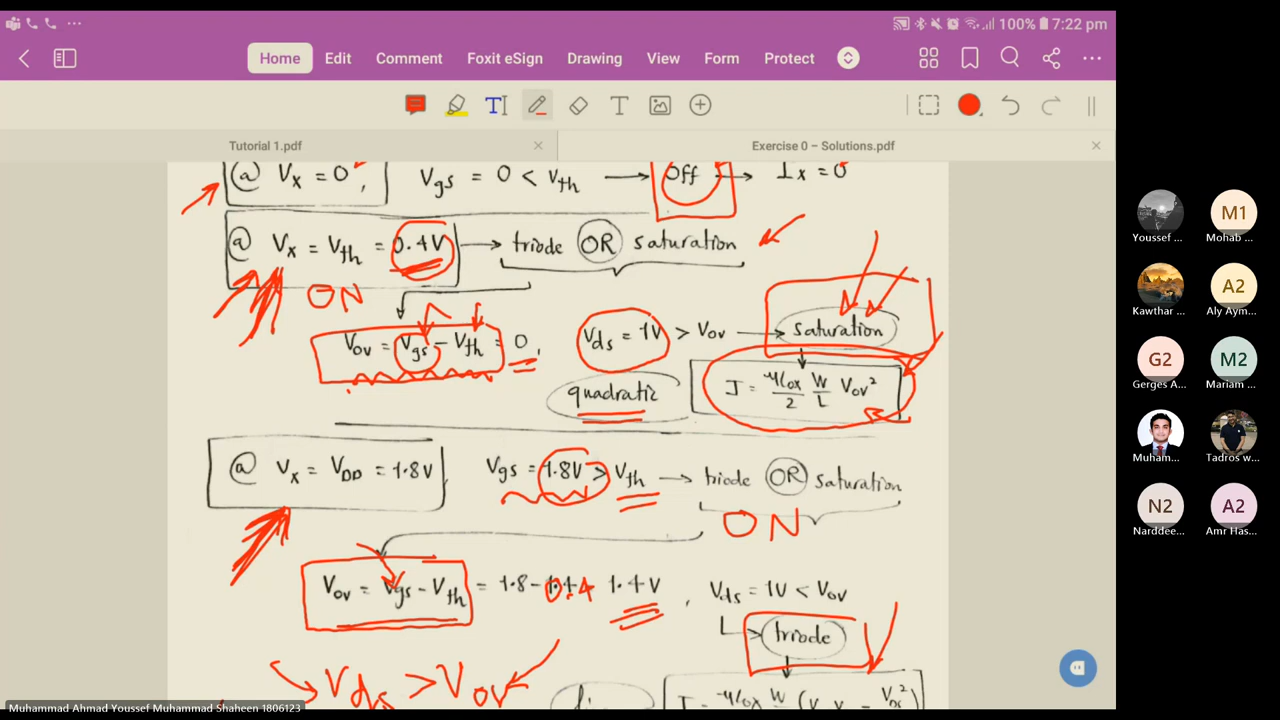 100% 7:22 pm
Home Edit Comment Foxit eSign Drawing View Form Protect
Tutorial 1.pdf × Exercise 0 – Solutions.pdf ×
@ Vx = 0, Vgs = 0 < Vth → Off → Ix = 0
@ Vx = Vth = 0.4V → triode OR saturation
ON
Vov = Vgs - Vth = 0, Vds = 1V > Vov → saturation
quadratic I = μCox/2 W/L Vov²
@ Vx = VDD = 1.8V Vgs = 1.8V > Vth → triode OR saturation
ON
Vov = Vgs - Vth = 1.8 - 0.4 1.4V, Vds = 1V < Vov
triode
Vds > Vov
Youssef ... M1 Mohab ...
Kawthar ... A2 Aly Aym...
G2 Gerges A... M2 Mariam ...
Muham... Tadros w...
N2 Narddee... A2 Amr Has...
Muhammad Ahmad Youssef Muhammad Shaheen 1806123